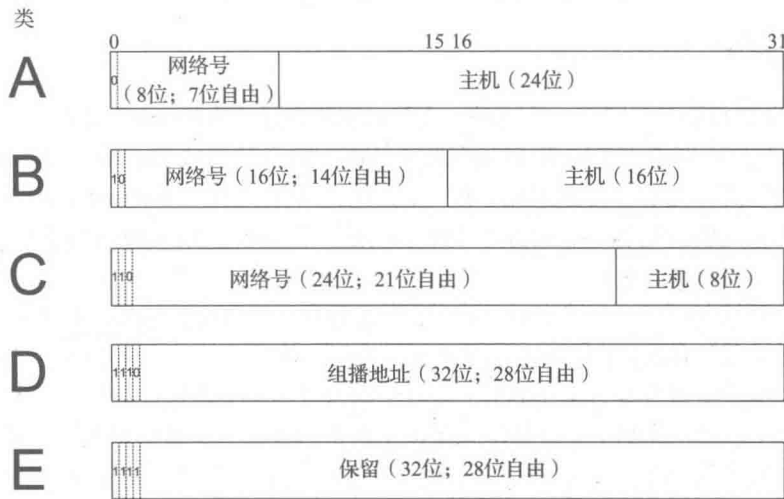 类
0 15 16 31
A
0
网络号
(8位；7位自由)
主机（24位）
B
10
网络号（16位；14位自由）
主机（16位）
C
110
网络号（24位；21位自由）
主机（8位）
D
1110
组播地址（32位；28位自由）
E
1111
保留（32位；28位自由）